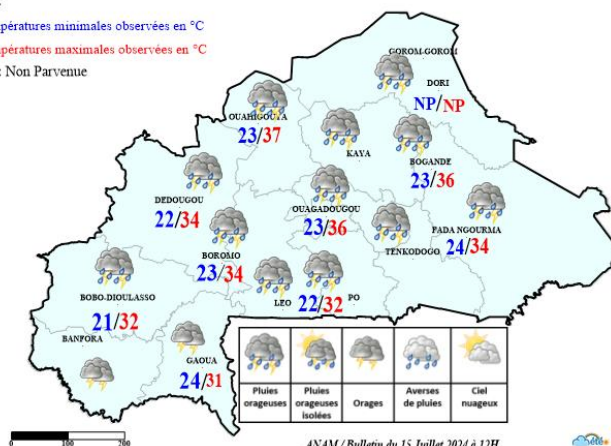 pératures minimales observées en °C
pératures maximales observées en °C
: Non Parvenue
GOROM-GOROM
DORI
NP/NP
OUAHIGOUYA
23/37
KAYA
BOGANDE
23/36
DEDOUGOU
22/34
OUAGADOUGOU
23/36
FADA NGOURMA
24/34
TENKODOGO
BOROMO
23/34
BOBO-DIOULASSO
21/32
LEO
22/32
PO
BANFORA
GAOUA
24/31
Pluies orageuses
Pluies orageuses isolées
Orages
Averses de pluies
Ciel nuageux
100
200
ANAM / Bulletin du 15 Juillet 2024 à 12H